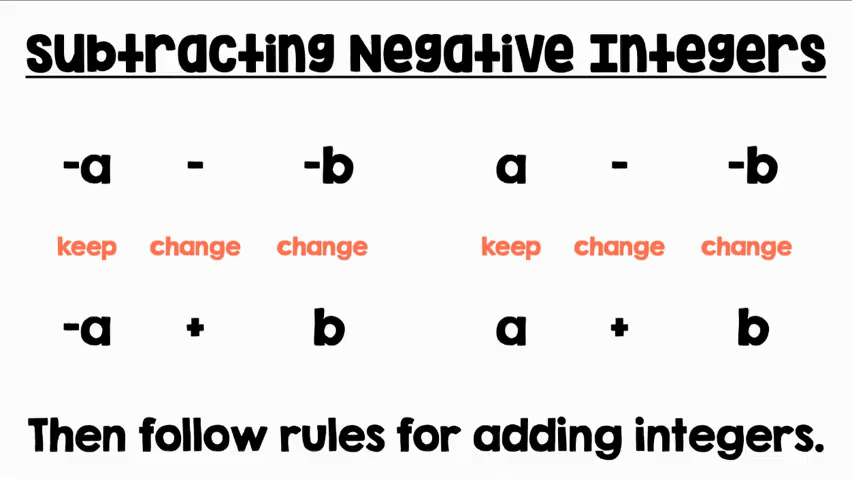 Subtracting Negative Integers
-a - -b a - -b
keep change change keep change change
-a + b a + b
Then follow rules for adding integers.